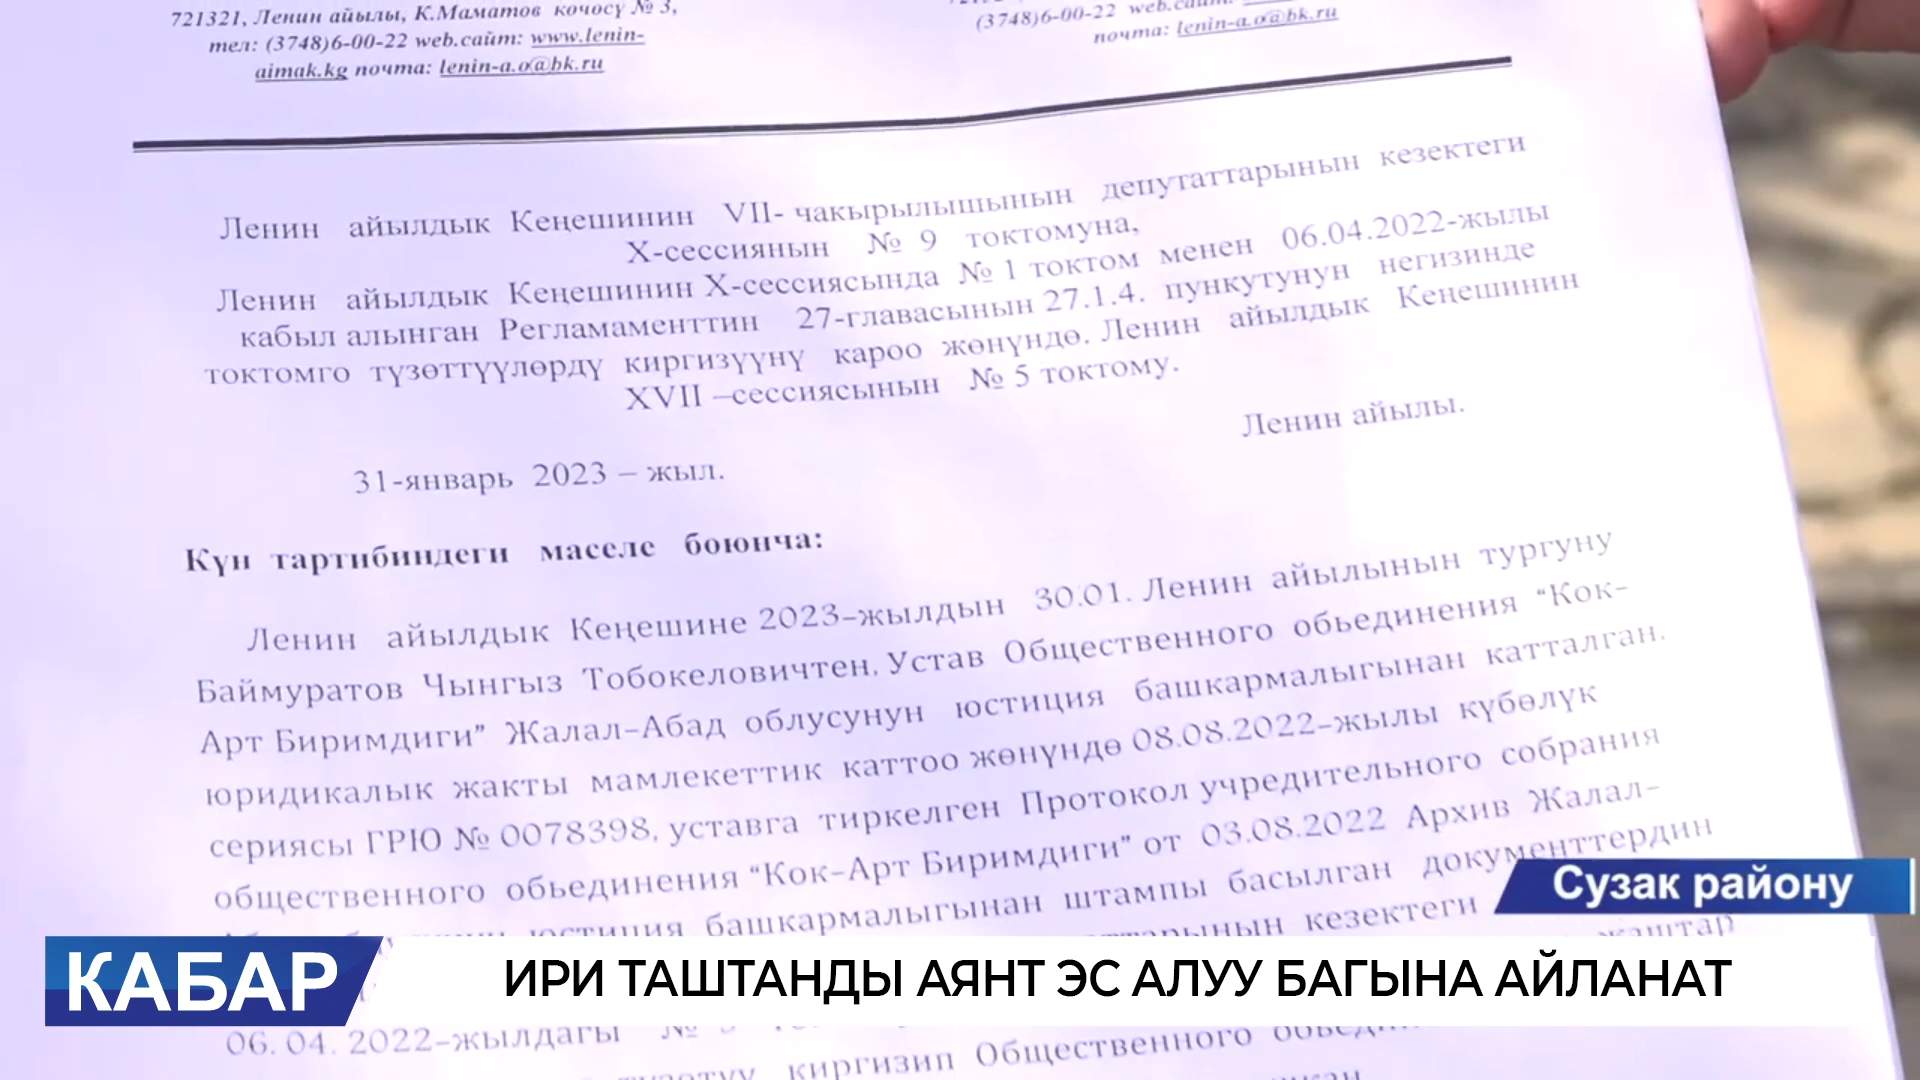 721321, Ленин айылы, К.Маматов кочосу № 3,
тел: (3748)6-00-22 web.сайт: www.lenin-
aimak.kg почта: lenin-a.o@bk.ru
(3748)6-00-22
почта: lenin-a.o@bk.ru
Ленин айылдык Кеңешинин VII- чакырылышынын депутаттарынын кезектеги
X-сессиянын № 9 токтомуна,
Ленин айылдык Кеңешинин X-сессиясында № 1 токтом менен 06.04.2022-жылы
кабыл алынган Регламаменттин 27-главасынын 27.1.4. пункутунун негизинде
токтомго түзөттүүлөрдү киргизүүнү кароо жөнүндө. Ленин айылдык Кеңешинин
XVII –сессиясынын № 5 токтому.
Ленин айылы.
31-январь 2023 – жыл.
Күн тартибиндеги маселе боюнча:
Ленин айылдык Кеңешине 2023-жылдын 30.01. Ленин айылынын тургуну
Баймуратов Чынгыз Тобокеловичтен. Устав Общественного обьединения “Кок-
Арт Биримдиги” Жалал-Абад облусунун юстиция башкармалыгынан катталган.
юридикалык жакты мамлекеттик каттоо жөнүндө 08.08.2022-жылы күбөлүк
сериясы ГРЮ № 0078398, уставга тиркелген Протокол учредительного собрания
общественного обьединения “Кок-Арт Биримдиги” от 03.08.2022 Архив Жалал-
юстиция башкармалыгынан штампы басылган документтердин
кезектеги
жаштар
06. 04. 2022-жылдагы №
киргизип Общественного
Сузак району
КАБАР
ИРИ ТАШТАНДЫ АЯНТ ЭС АЛУУ БАГЫНА АЙЛАНАТ